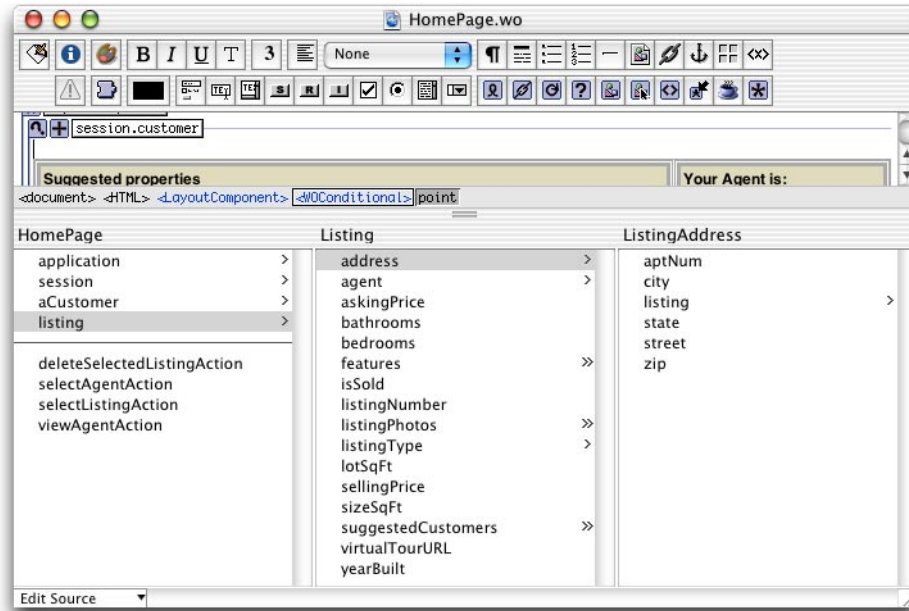 HomePage.wo
B I U T 3 None
session.customer
Suggested properties Your Agent is:
<document> <HTML> <LayoutComponent> <WOConditional> point
HomePage Listing ListingAddress
application > address > aptNum
session > agent > city
aCustomer > askingPrice listing >
listing > bathrooms state
bedrooms street
deleteSelectedListingAction features » zip
selectAgentAction isSold
selectListingAction listingNumber
viewAgentAction listingPhotos »
listingType >
lotSqFt
sellingPrice
sizeSqFt
suggestedCustomers »
virtualTourURL
yearBuilt
Edit Source